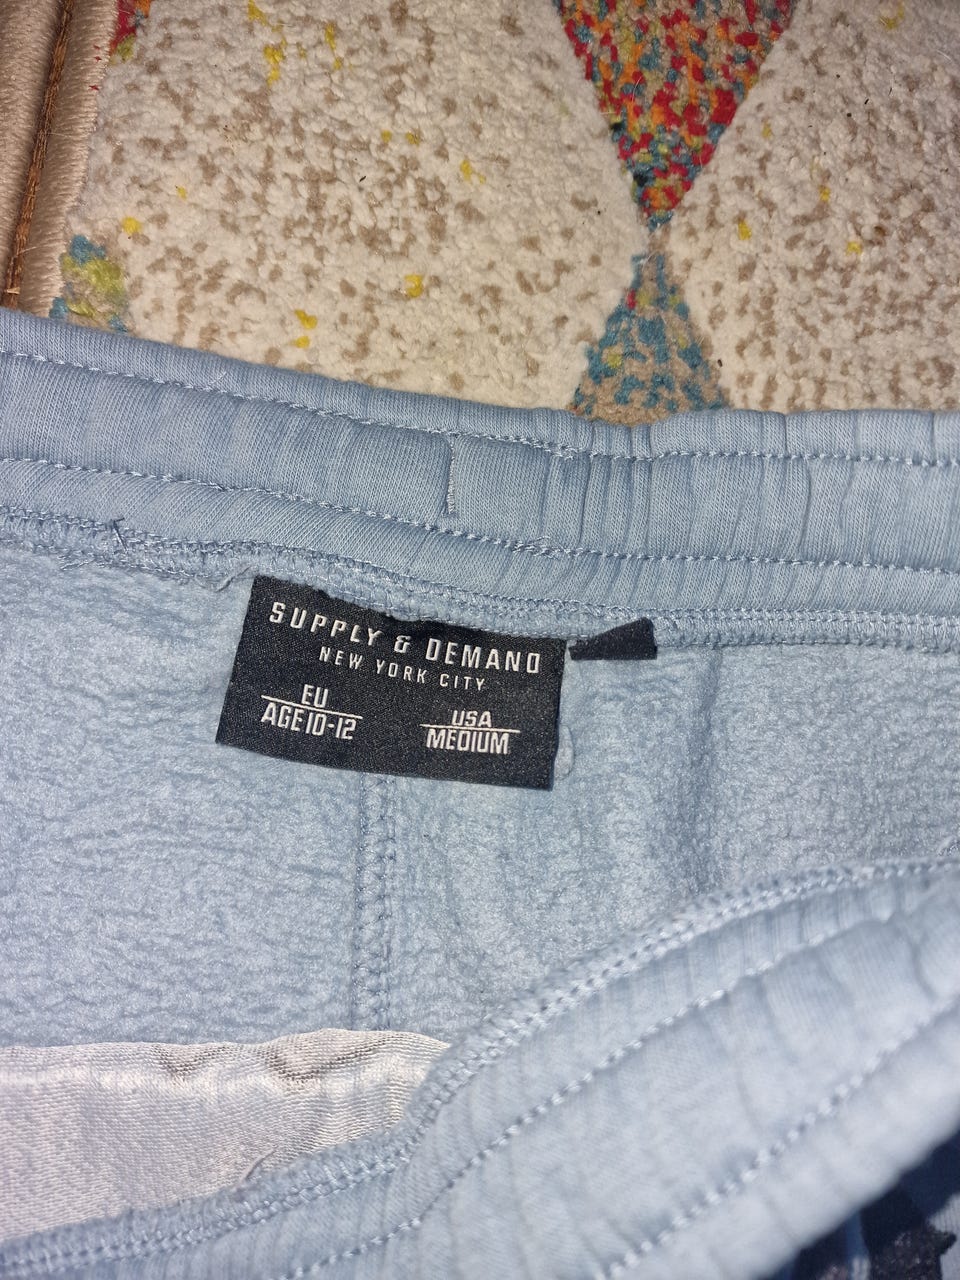 SUPPLY & DEMAND
NEW YORK CITY
EU
AGE 10-12
USA
MEDIUM